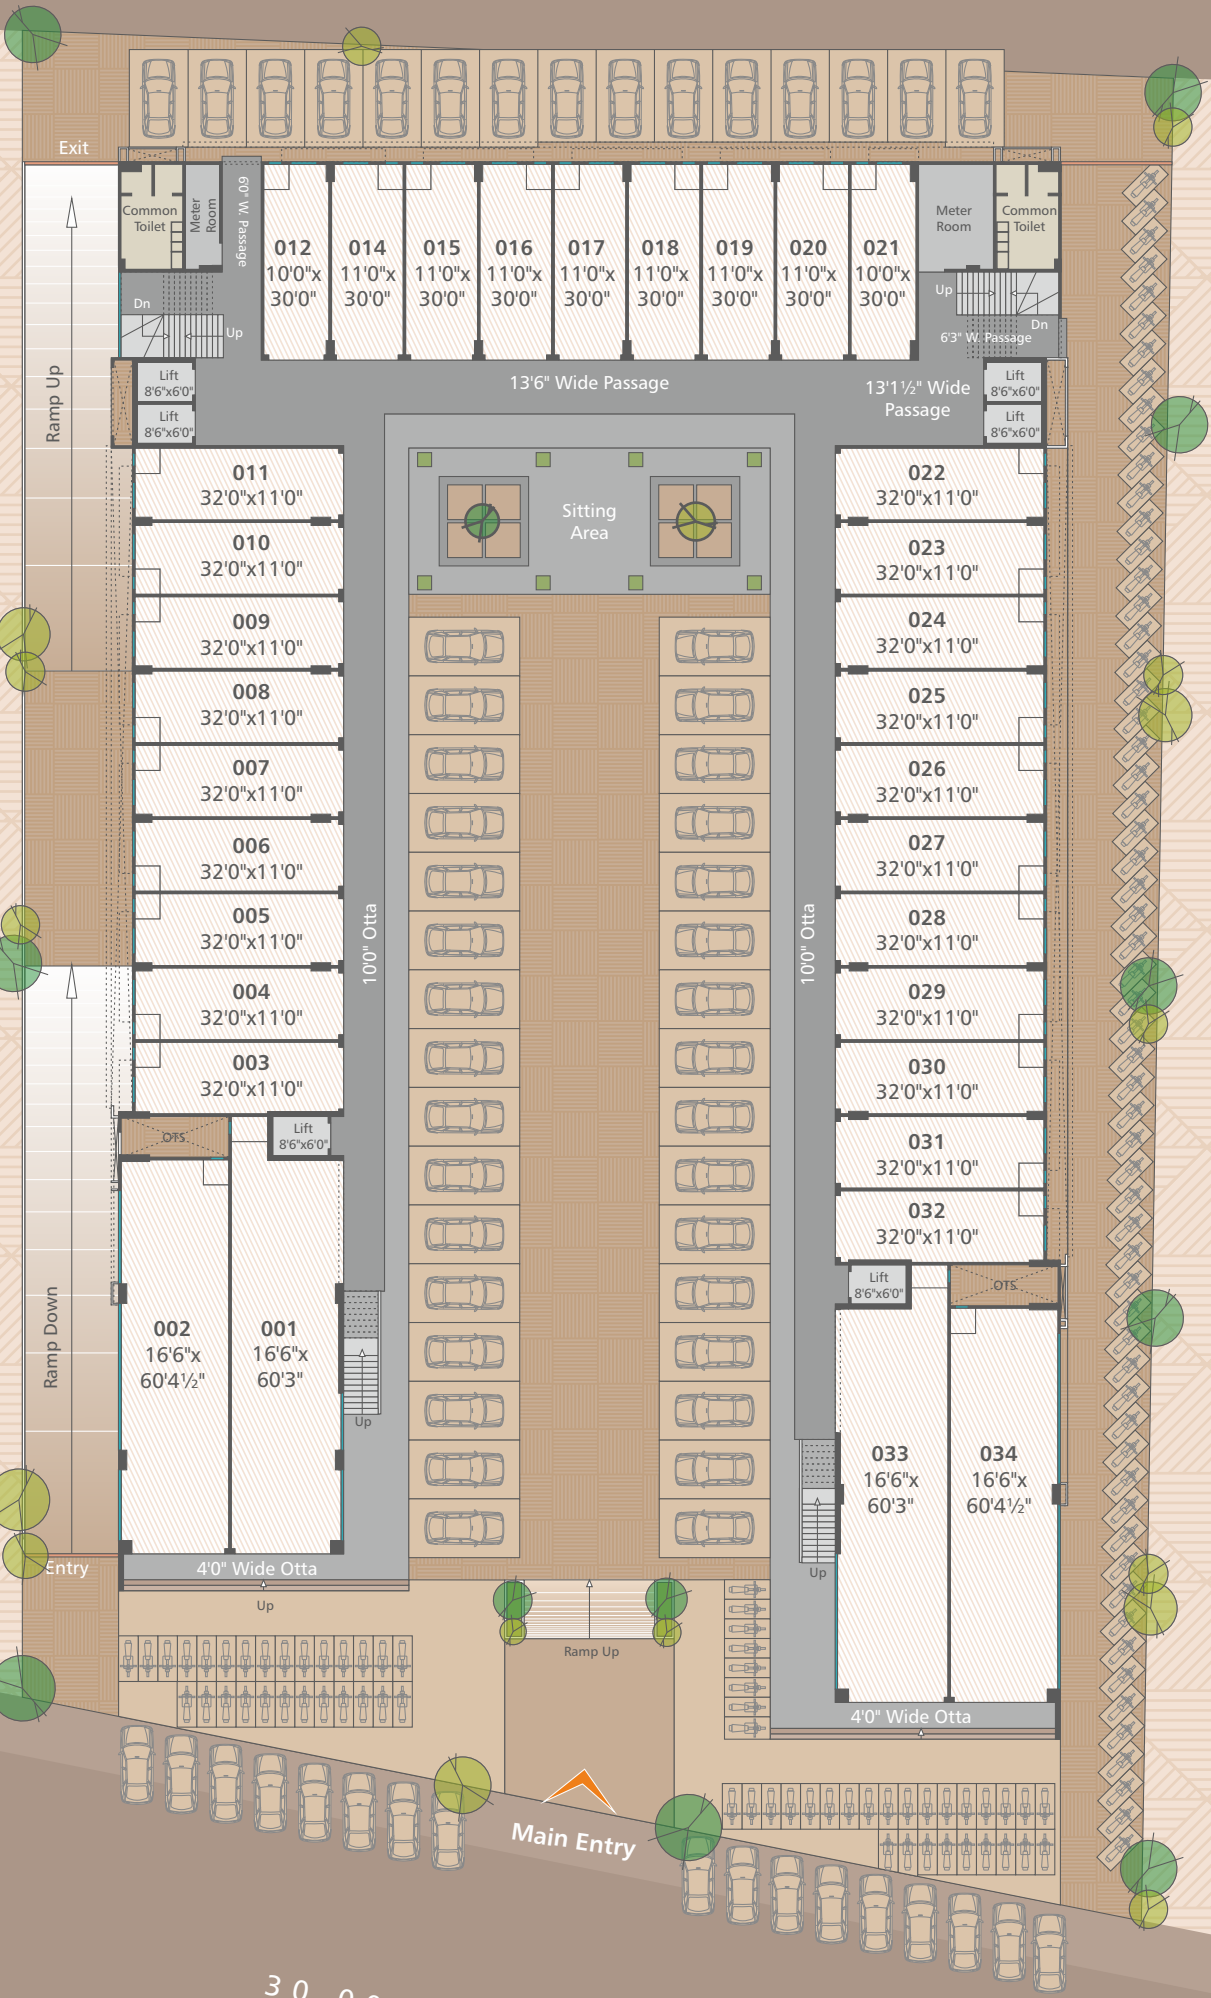 Exit
Common
Toilet
Meter
Room
6'0" W. Passage
012
10'0"x
30'0"
014
11'0"x
30'0"
015
11'0"x
30'0"
016
11'0"x
30'0"
017
11'0"x
30'0"
018
11'0"x
30'0"
019
11'0"x
30'0"
020
11'0"x
30'0"
021
10'0"x
30'0"
Meter
Room
Common
Toilet
Dn
Up
Up
Dn
6'3" W. Passage
Ramp Up
Lift
8'6"x6'0"
Lift
8'6"x6'0"
13'6" Wide Passage
13'1½" Wide
Passage
Lift
8'6"x6'0"
Lift
8'6"x6'0"
011
32'0"x11'0"
010
32'0"x11'0"
009
32'0"x11'0"
008
32'0"x11'0"
007
32'0"x11'0"
006
32'0"x11'0"
005
32'0"x11'0"
004
32'0"x11'0"
003
32'0"x11'0"
Sitting
Area
10'0" Otta
10'0" Otta
022
32'0"x11'0"
023
32'0"x11'0"
024
32'0"x11'0"
025
32'0"x11'0"
026
32'0"x11'0"
027
32'0"x11'0"
028
32'0"x11'0"
029
32'0"x11'0"
030
32'0"x11'0"
031
32'0"x11'0"
032
32'0"x11'0"
OTS
Lift
8'6"x6'0"
Lift
8'6"x6'0"
OTS
Ramp Down
002
16'6"x
60'4½"
001
16'6"x
60'3"
Up
033
16'6"x
60'3"
034
16'6"x
60'4½"
Up
Entry
4'0" Wide Otta
Up
Ramp Up
4'0" Wide Otta
Main Entry